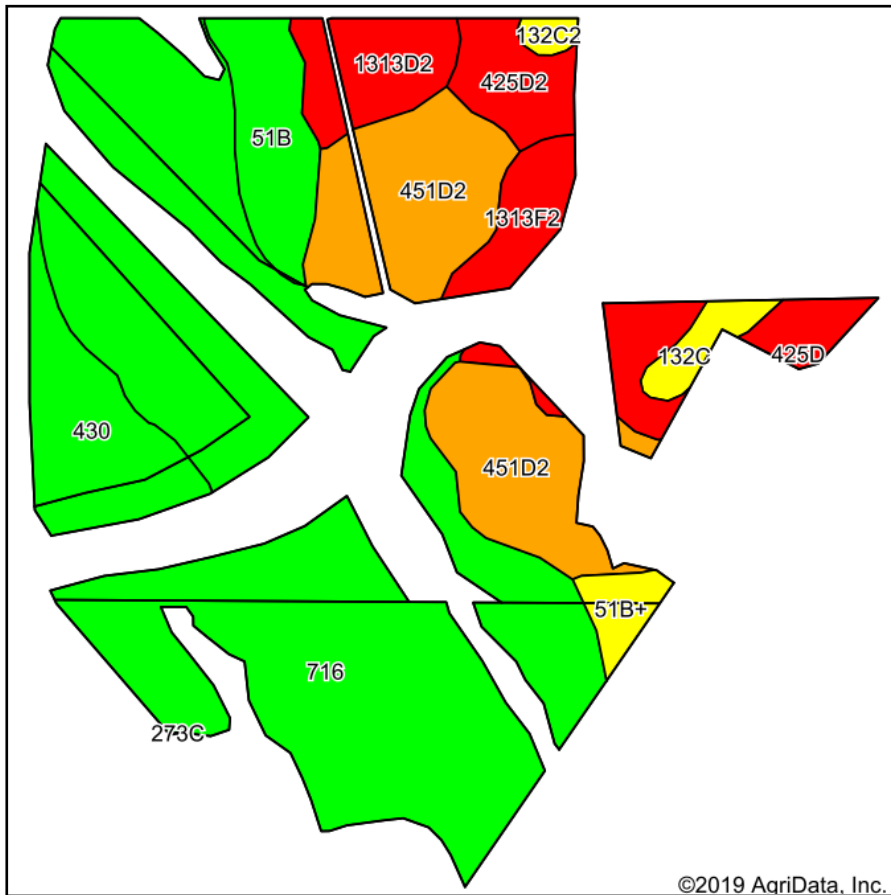 132C2
1313D2
425D2
51B
451D2
1313F2
132C
425D
430
451D2
51B+
716
273C
©2019 AgriData, Inc.